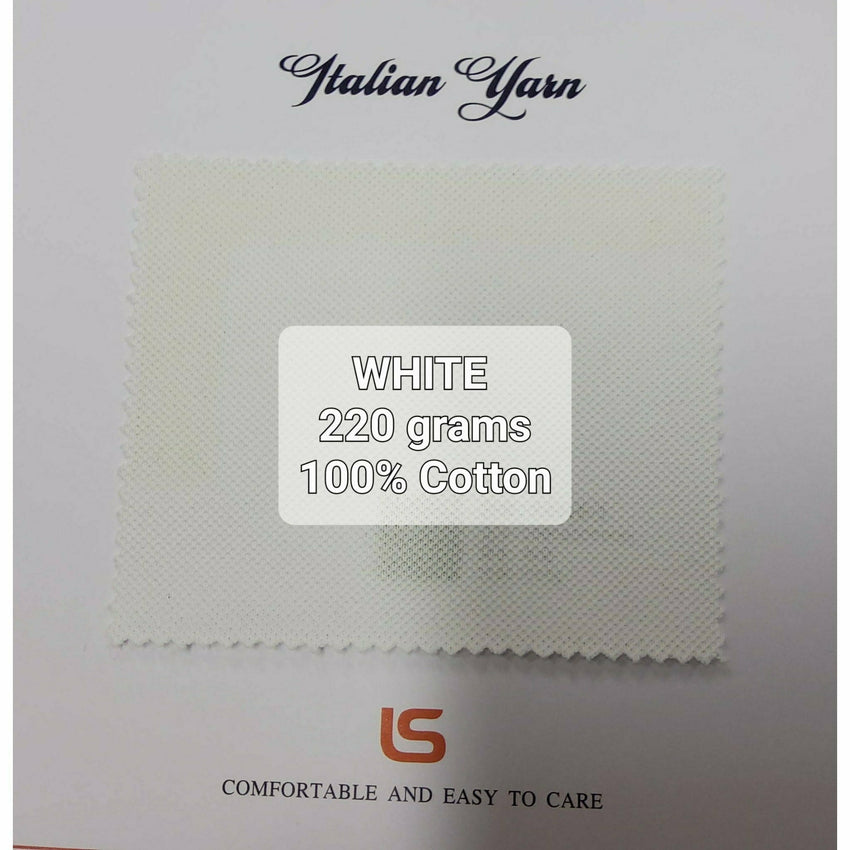 Italian Yarn
WHITE
220 grams
100% Cotton
LS
COMFORTABLE AND EASY TO CARE